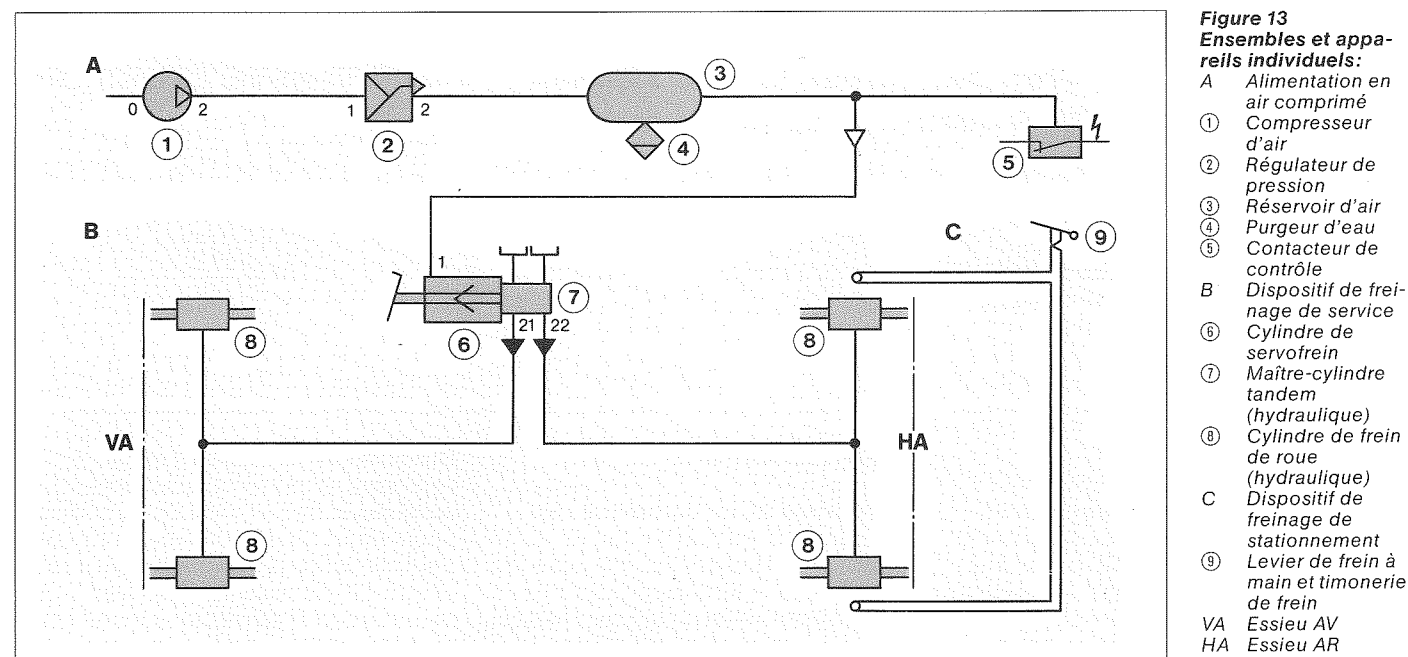 A
0
2
①
1
2
②
③
④
⑤
B
1
⑦
21
22
⑥
C
⑨
⑧
⑧
VA
HA
⑧
⑧
Figure 13
Ensembles et appa-
reils individuels:
A Alimentation en
air comprimé
① Compresseur
d'air
② Régulateur de
pression
③ Réservoir d'air
④ Purgeur d'eau
⑤ Contacteur de
contrôle
B Dispositif de frei-
nage de service
⑥ Cylindre de
servofrein
⑦ Maître-cylindre
tandem
(hydraulique)
⑧ Cylindre de frein
de roue
(hydraulique)
C Dispositif de
freinage de
stationnement
⑨ Levier de frein à
main et timonerie
de frein
VA Essieu AV
HA Essieu AR